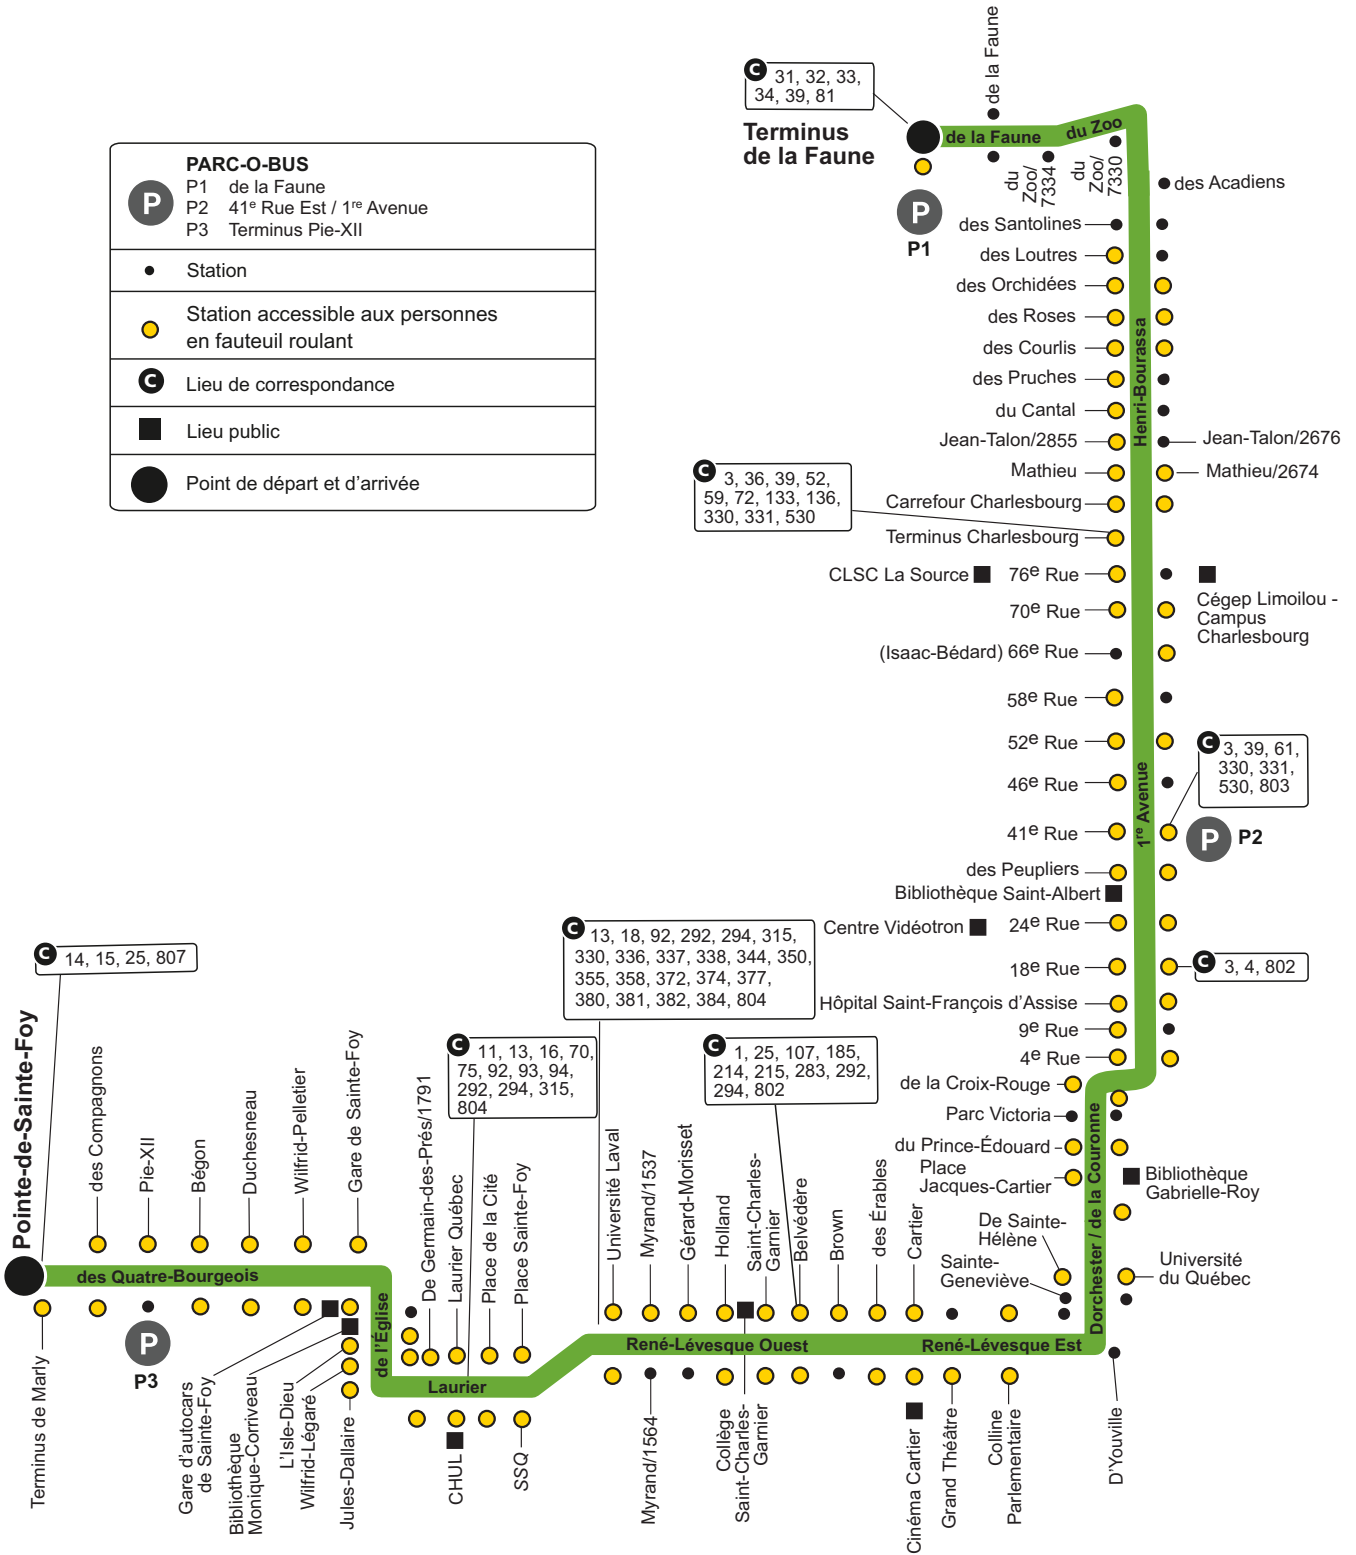 PARC-O-BUS
P
P1 de la Faune
P2 41e Rue Est / 1re Avenue
P3 Terminus Pie-XII
Station
Station accessible aux personnes
en fauteuil roulant
C Lieu de correspondance
Lieu public
Point de départ et d'arrivée
C 31, 32, 33,
34, 39, 81
Terminus
de la Faune
P
P1
de la Faune
de la Faune
du Zoo
du
Zoo/
7334
du
Zoo/
7330
des Acadiens
des Santolines
des Loutres
des Orchidées
des Roses
des Courlis
des Pruches
du Cantal
Jean-Talon/2855
Jean-Talon/2676
Mathieu
Mathieu/2674
Henri-Bourassa
Carrefour Charlesbourg
C 3, 36, 39, 52,
59, 72, 133, 136,
330, 331, 530
Terminus Charlesbourg
CLSC La Source
76e Rue
Cégep Limoilou -
Campus
Charlesbourg
70e Rue
(Isaac-Bédard) 66e Rue
58e Rue
52e Rue
46e Rue
41e Rue
C 3, 39, 61,
330, 331,
530, 803
P P2
1re Avenue
des Peupliers
Bibliothèque Saint-Albert
Centre Vidéotron
24e Rue
18e Rue
C 3, 4, 802
Hôpital Saint-François d'Assise
9e Rue
4e Rue
de la Croix-Rouge
Parc Victoria
du Prince-Édouard
Place
Jacques-Cartier
Bibliothèque
Gabrielle-Roy
De Sainte-
Hélène
Sainte-
Geneviève
Université
du Québec
Dorchester / de la Couronne
D'Youville
C 14, 15, 25, 807
Pointe-de-Sainte-Foy
des Compagnons
Pie-XII
Bégon
Duchesneau
Wilfrid-Pelletier
Gare de Sainte-Foy
des Quatre-Bourgeois
Terminus de Marly
P
P3
Gare d'autocars
de Sainte-Foy
Bibliothèque
Monique-Corriveau
L'Isle-Dieu
Wilfrid-Légaré
Jules-Dallaire
de l'Église
C 11, 13, 16, 70,
75, 92, 93, 94,
292, 294, 315,
804
De Germain-des-Prés/1791
Laurier Québec
Place de la Cité
Place Sainte-Foy
Laurier
CHUL
SSQ
C 13, 18, 92, 292, 294, 315,
330, 336, 337, 338, 344, 350,
355, 358, 372, 374, 377,
380, 381, 382, 384, 804
C 1, 25, 107, 185,
214, 215, 283, 292,
294, 802
Université Laval
Myrand/1537
Gérard-Morisset
Holland
Saint-Charles-
Garnier
Belvédère
Brown
des Érables
Cartier
René-Lévesque Ouest
René-Lévesque Est
Myrand/1564
Collège
Saint-Charles-
Garnier
Cinéma Cartier
Grand Théâtre
Colline
Parlementaire